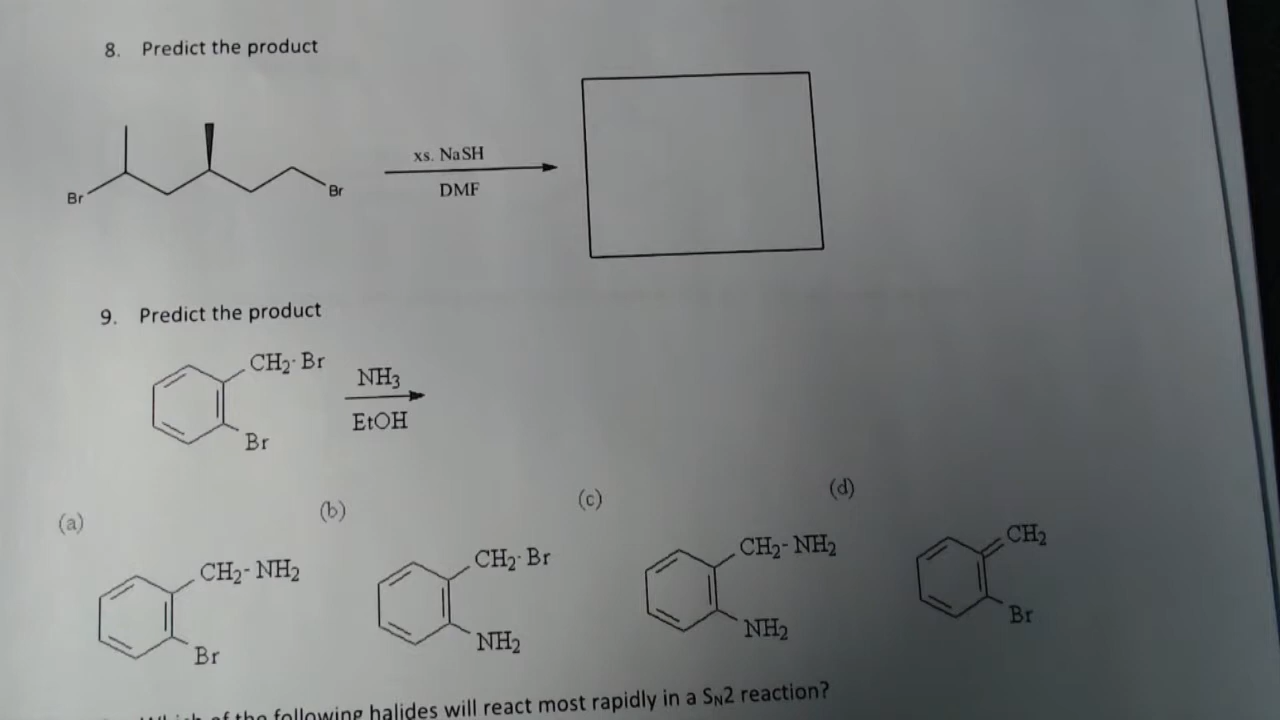 8. Predict the product
Br
Br
xs. NaSH
DMF
9. Predict the product
CH₂·Br
Br
NH₃
EtOH
(a)
(b)
(c)
(d)
CH₂-NH₂
Br
CH₂·Br
NH₂
CH₂-NH₂
NH₂
CH₂
Br
of the following halides will react most rapidly in a SN2 reaction?